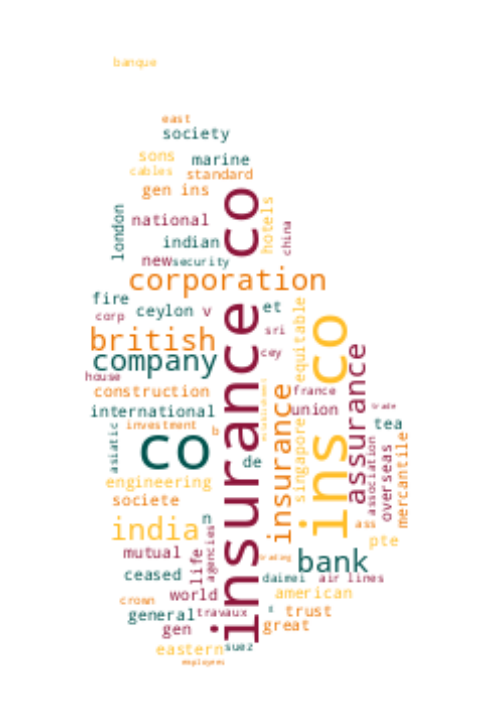 banque
east
society
sons
marine
cables
standard
gen ins
london
national
hotels
china
indian
co
new
security
corporation
fire
ceylon
v
et
equitable
corp
sri
british
ins co
company
cey
assurance
house
construction
france
international
union
trade
investment
tea
asiatic
co
b
insurance
insurance
singapore
association
overseas
mercantile
de
engineering
societe
india
n
ass
pte
mutual
life
agencies
trading
bank
ceased
daimei
air lines
world
american
crown
general
travaux
trust
gen
great
eastern
suez
employees